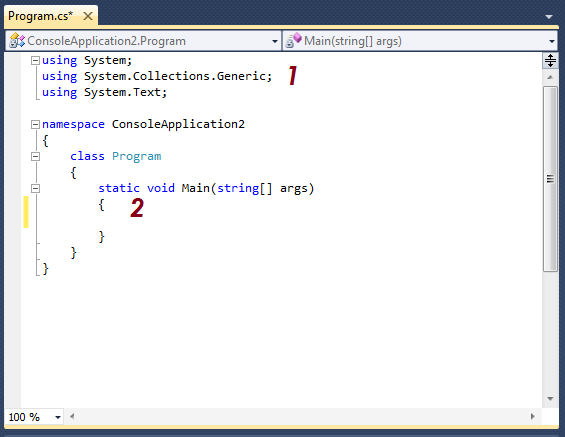 Program.cs*
ConsoleApplication2.Program Main(string[] args)
using System;
using System.Collections.Generic; 1
using System.Text;
namespace ConsoleApplication2
{
class Program
{
static void Main(string[] args)
{ 2
}
}
}
100 %